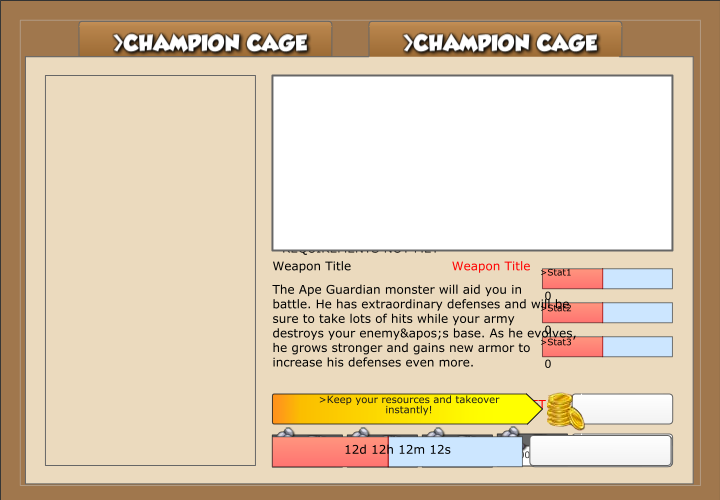 >CHAMPION CAGE
>CHAMPION CAGE
REQUIREMENTS NOT MET
Weapon Title
Weapon Title
>Stat1
0
>Stat2
0
>Stat3
0
The Ape Guardian monster will aid you in
battle. He has extraordinary defenses and will be
sure to take lots of hits while your army
destroys your enemy&apos;s base. As he evolves,
he grows stronger and gains new armor to
increase his defenses even more.
>Keep your resources and takeover
instantly!
12d 12h 12m 12s